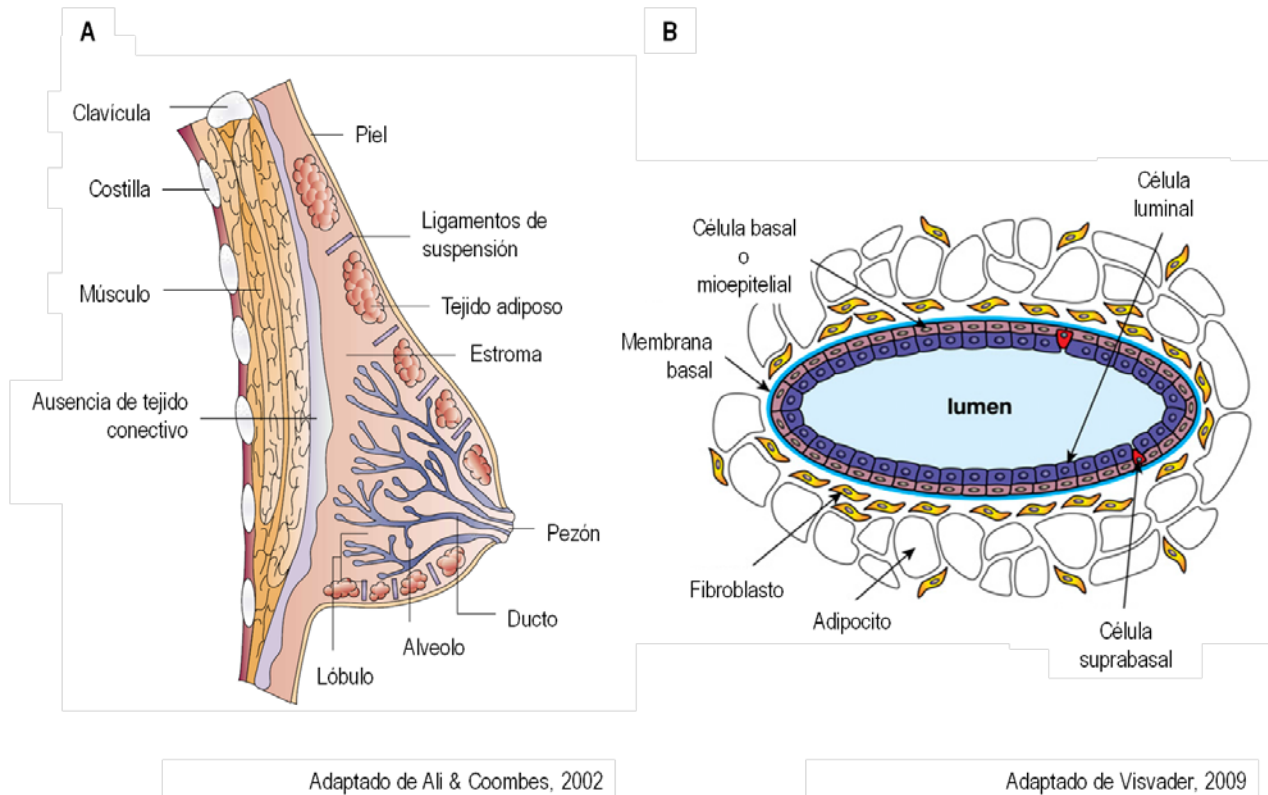 A
Clavícula
Piel
Costilla
Ligamentos de
suspensión
Músculo
Tejido adiposo
Estroma
Ausencia de tejido
conectivo
Pezón
Ducto
Alveolo
Lóbulo
Adaptado de Ali & Coombes, 2002
B
Célula
luminal
Célula basal
o
mioepitelial
Membrana
basal
lumen
Fibroblasto
Adipocito
Célula
suprabasal
Adaptado de Visvader, 2009